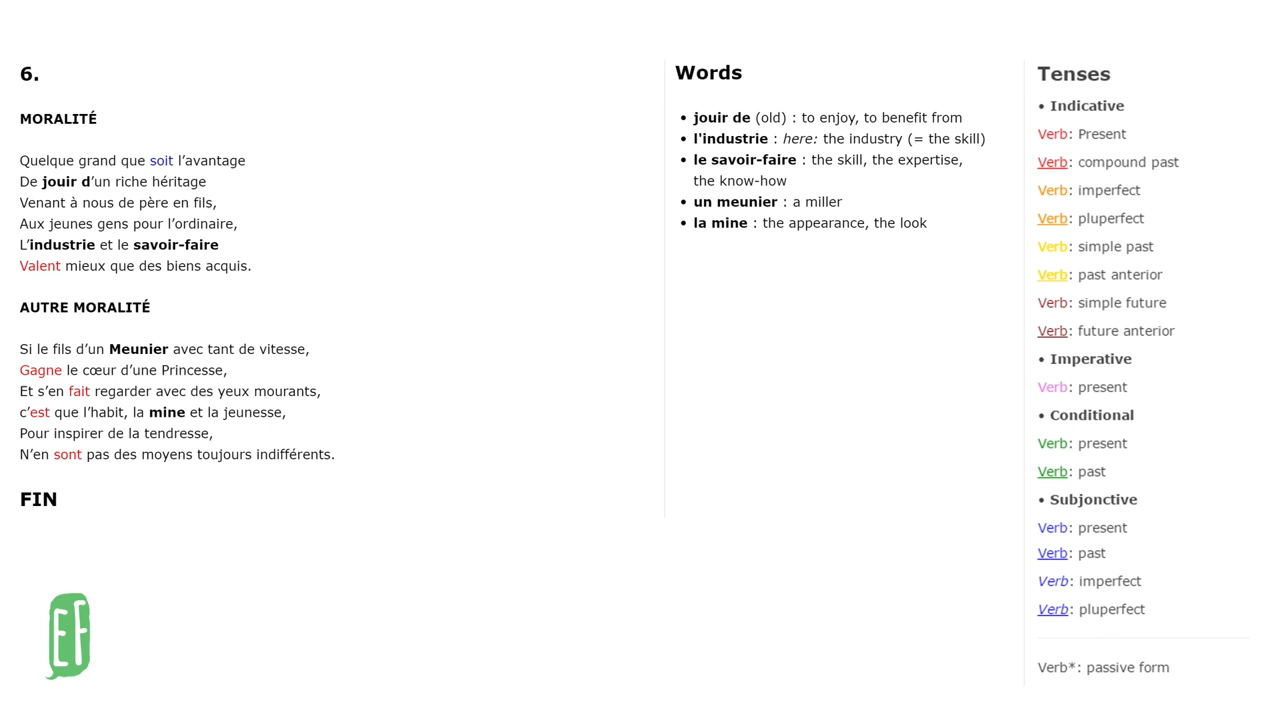 6.
MORALITÉ
Quelque grand que soit l’avantage
De jouir d’un riche héritage
Venant à nous de père en fils,
Aux jeunes gens pour l’ordinaire,
L’industrie et le savoir-faire
Valent mieux que des biens acquis.
AUTRE MORALITÉ
Si le fils d’un Meunier avec tant de vitesse,
Gagne le cœur d’une Princesse,
Et s’en fait regarder avec des yeux mourants,
c’est que l’habit, la mine et la jeunesse,
Pour inspirer de la tendresse,
N’en sont pas des moyens toujours indifférents.
FIN
EF
Words
• jouir de (old) : to enjoy, to benefit from
• l'industrie : here: the industry (= the skill)
• le savoir-faire : the skill, the expertise,
the know-how
• un meunier : a miller
• la mine : the appearance, the look
Tenses
• Indicative
Verb: Present
Verb: compound past
Verb: imperfect
Verb: pluperfect
Verb: simple past
Verb: past anterior
Verb: simple future
Verb: future anterior
• Imperative
Verb: present
• Conditional
Verb: present
Verb: past
• Subjonctive
Verb: present
Verb: past
Verb: imperfect
Verb: pluperfect
Verb*: passive form